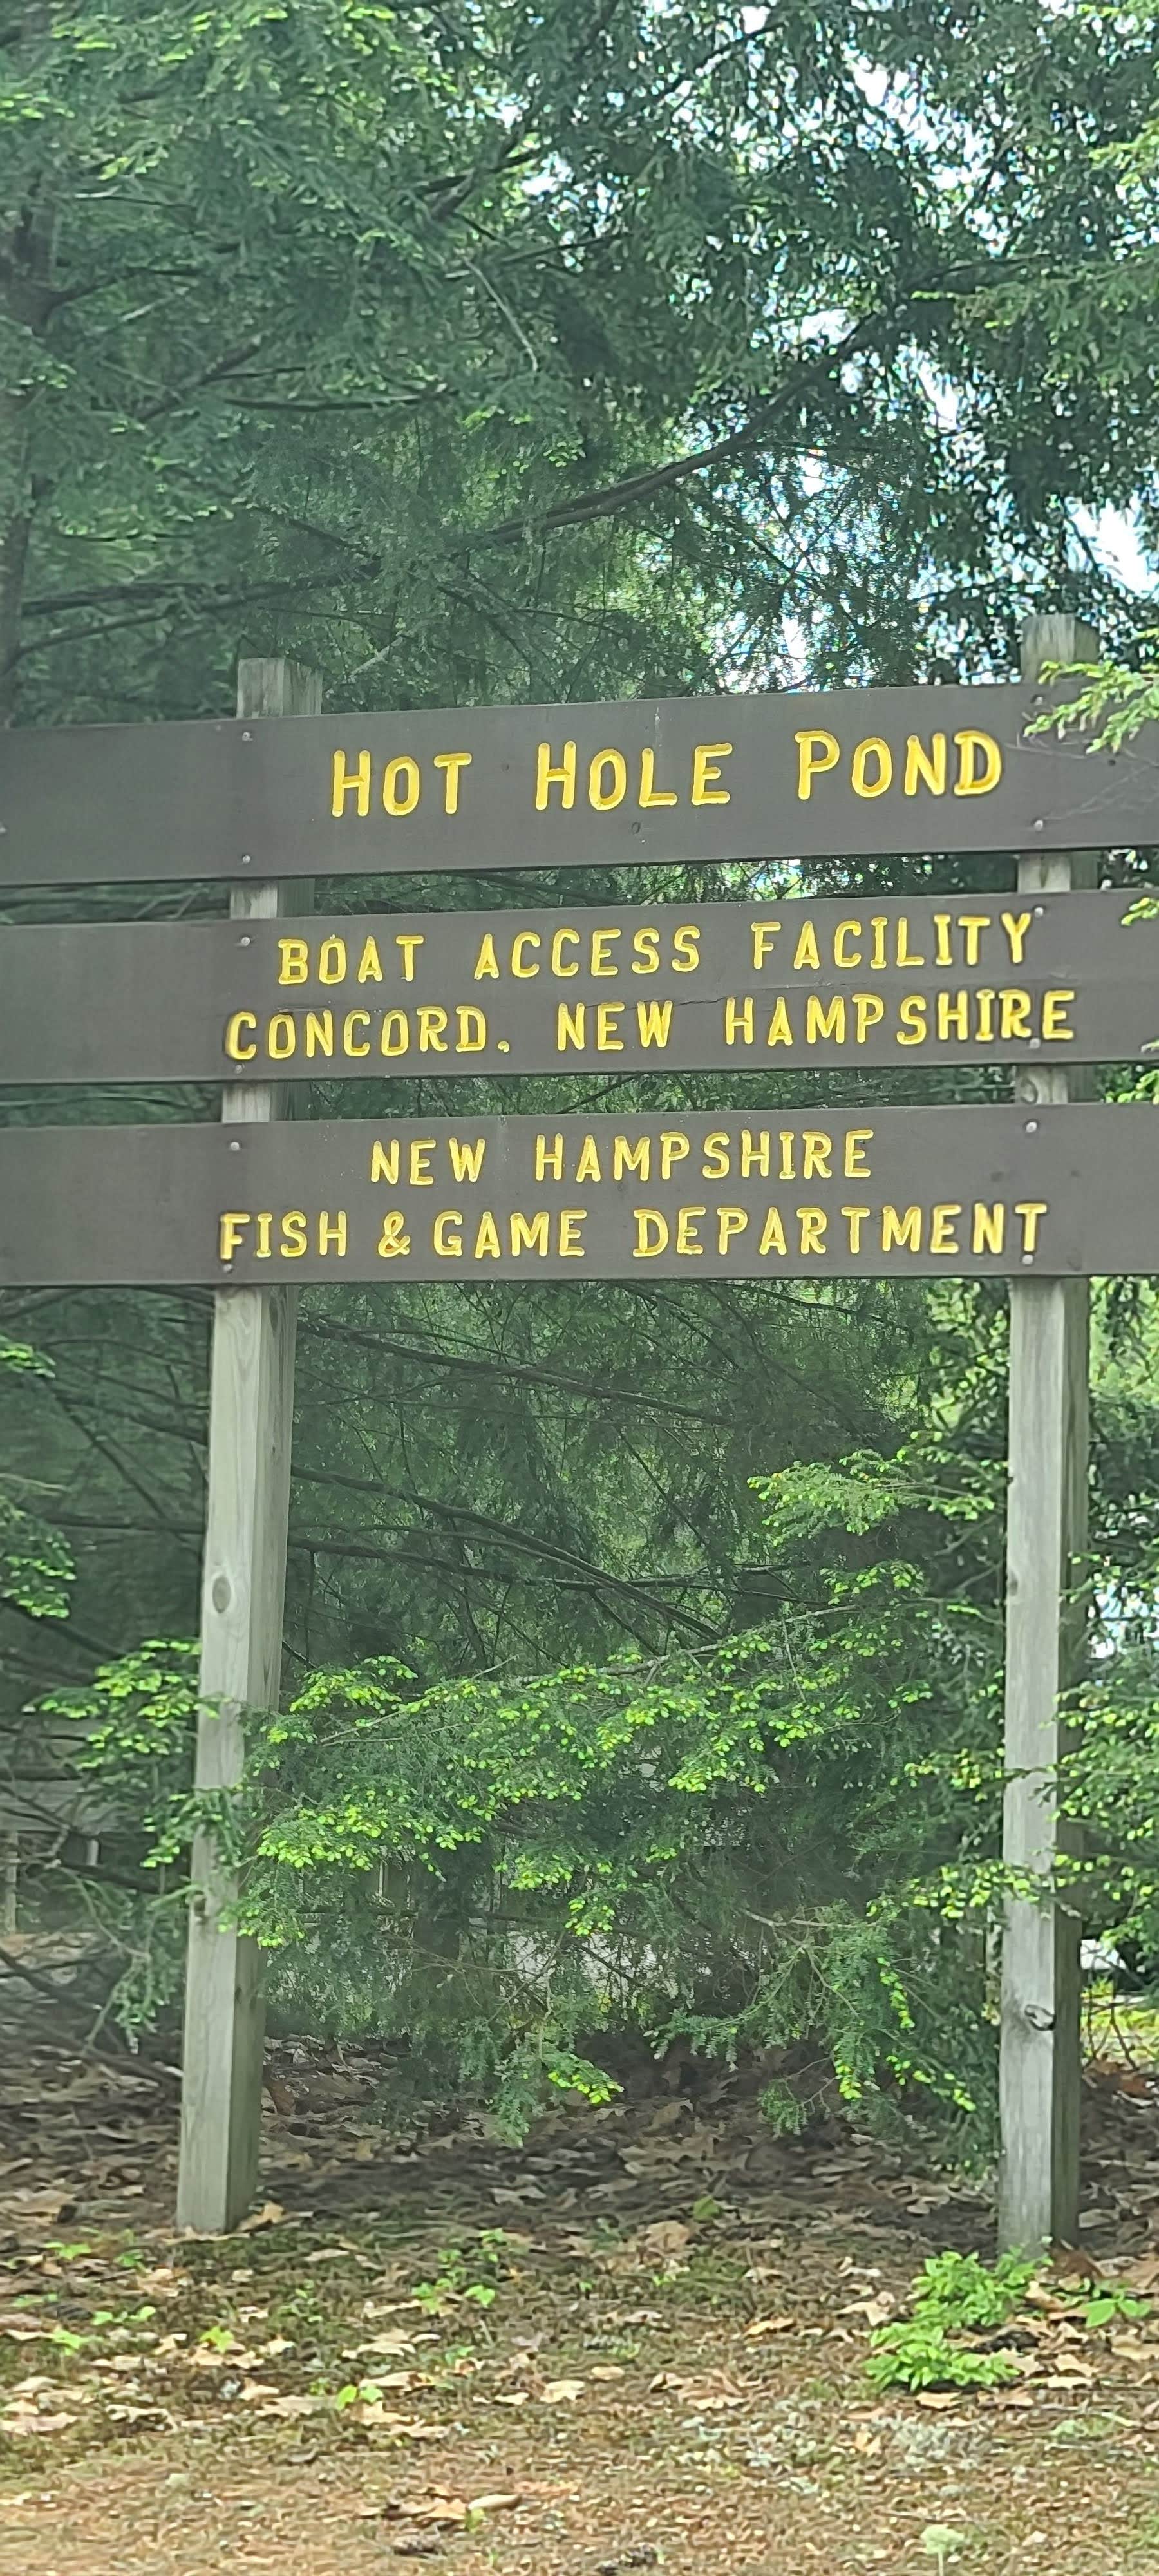 HOT HOLE POND
BOAT ACCESS FACILITY
CONCORD, NEW HAMPSHIRE
NEW HAMPSHIRE
FISH & GAME DEPARTMENT